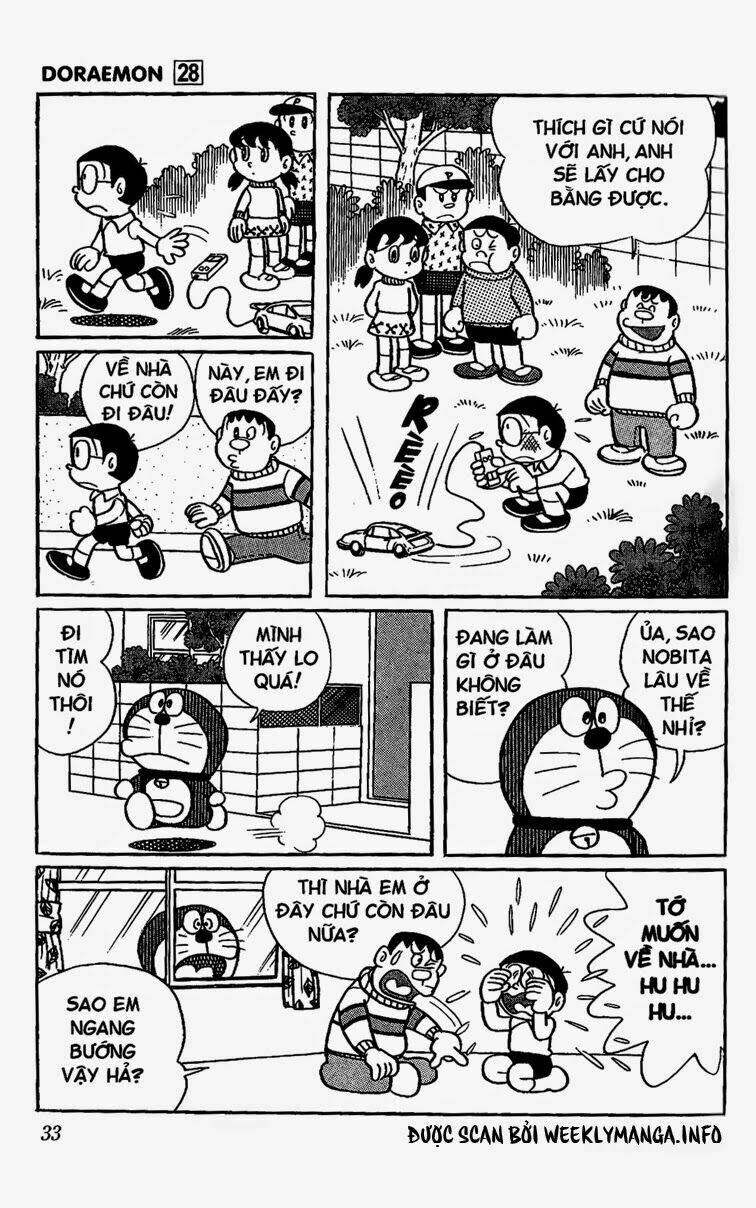 DORAEMON 28
THÍCH GÌ CỨ NÓI
VỚI ANH, ANH
SẼ LẤY CHO
BẰNG ĐƯỢC.
P
REEEO
VỀ NHÀ
CHỨ CÒN
ĐI ĐÂU!
NÀY, EM ĐI
ĐÂU ĐẤY?
ĐI
TÌM
NÓ
THÔI
!
MÌNH
THẤY LO
QUÁ!
ĐANG LÀM
GÌ Ở ĐÂU
KHÔNG
BIẾT?
ỦA, SAO
NOBITA
LÂU VỀ
THẾ
NHỈ?
THÌ NHÀ EM Ở
ĐÂY CHỨ CÒN ĐÂU
NỮA?
SAO EM
NGANG
BƯỚNG
VẬY HẢ?
TỚ
MUỐN
VỀ NHÀ...
HU HU
HU...
33
ĐƯỢC SCAN BỞI WEEKLYMANGA.INFO